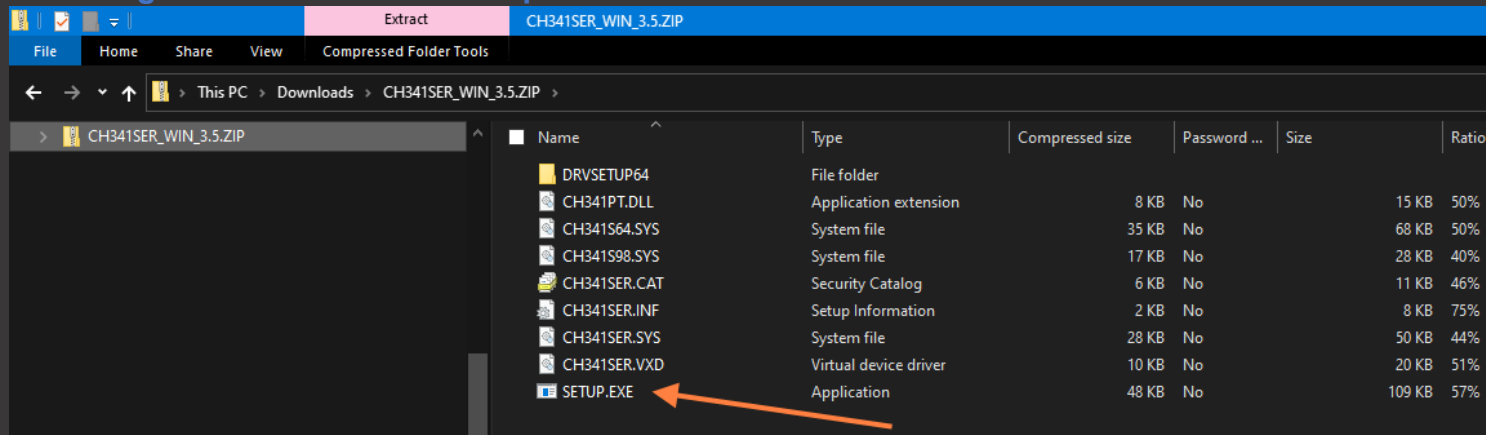 Extract CH341SER_WIN_3.5.ZIP
File Home Share View Compressed Folder Tools
This PC > Downloads > CH341SER_WIN_3.5.ZIP >
CH341SER_WIN_3.5.ZIP
Name Type Compressed size Password ... Size Ratio
DRVSETUP64 File folder
CH341PT.DLL Application extension 8 KB No 15 KB 50%
CH341S64.SYS System file 35 KB No 68 KB 50%
CH341S98.SYS System file 17 KB No 28 KB 40%
CH341SER.CAT Security Catalog 6 KB No 11 KB 46%
CH341SER.INF Setup Information 2 KB No 8 KB 75%
CH341SER.SYS System file 28 KB No 50 KB 44%
CH341SER.VXD Virtual device driver 10 KB No 20 KB 51%
SETUP.EXE Application 48 KB No 109 KB 57%